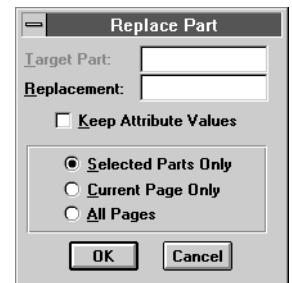 Replace Part
Target Part:
Replacement:
Keep Attribute Values
Selected Parts Only
Current Page Only
All Pages
OK Cancel